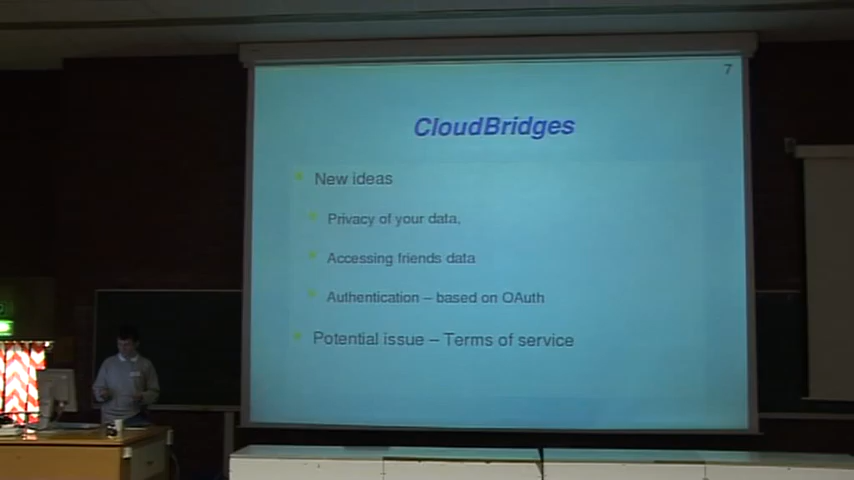 7
CloudBridges
New ideas
Privacy of your data,
Accessing friends data
Authentication – based on OAuth
Potential issue – Terms of service